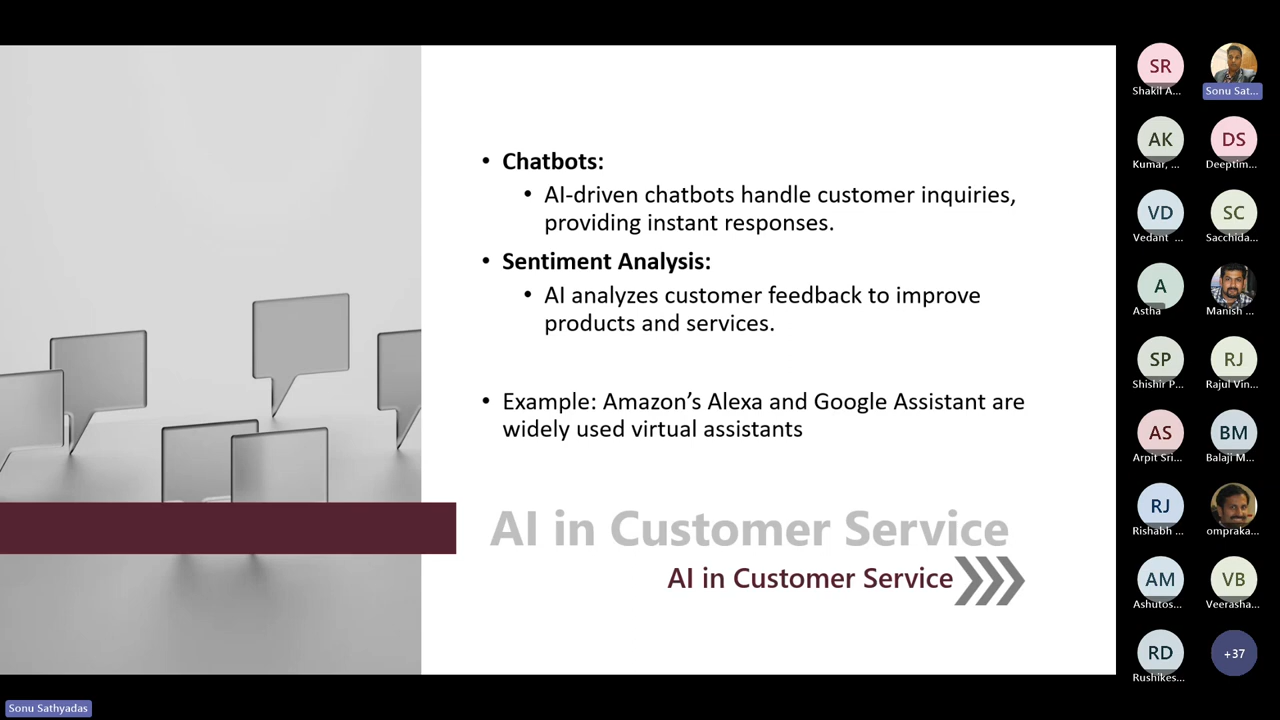 • Chatbots:
• AI-driven chatbots handle customer inquiries,
providing instant responses.
• Sentiment Analysis:
• AI analyzes customer feedback to improve
products and services.
• Example: Amazon’s Alexa and Google Assistant are
widely used virtual assistants
AI in Customer Service
AI in Customer Service
SR
Shakil A...
Sonu Sat...
AK
Kumar, ...
DS
Deeptim...
VD
Vedant ...
SC
Sacchida...
A
Astha
Manish ...
SP
Shishir P...
RJ
Rajul Vin...
AS
Arpit Sri...
BM
Balaji M...
RJ
Rishabh ...
ompraka...
AM
Ashutos...
VB
Veerasha...
RD
Rushikes...
+37
Sonu Sathyadas